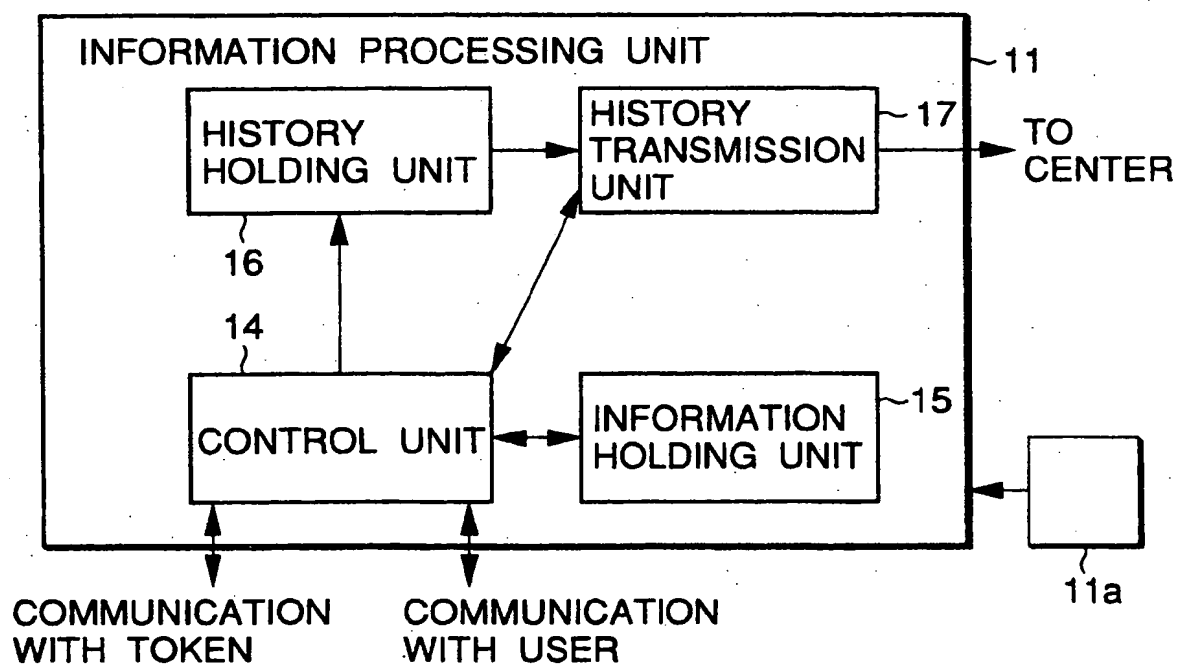 INFORMATION PROCESSING UNIT
11
HISTORY
HOLDING UNIT
16
HISTORY
TRANSMISSION
UNIT
17
TO
CENTER
14
CONTROL UNIT
INFORMATION
HOLDING UNIT
15
11a
COMMUNICATION
WITH TOKEN
COMMUNICATION
WITH USER